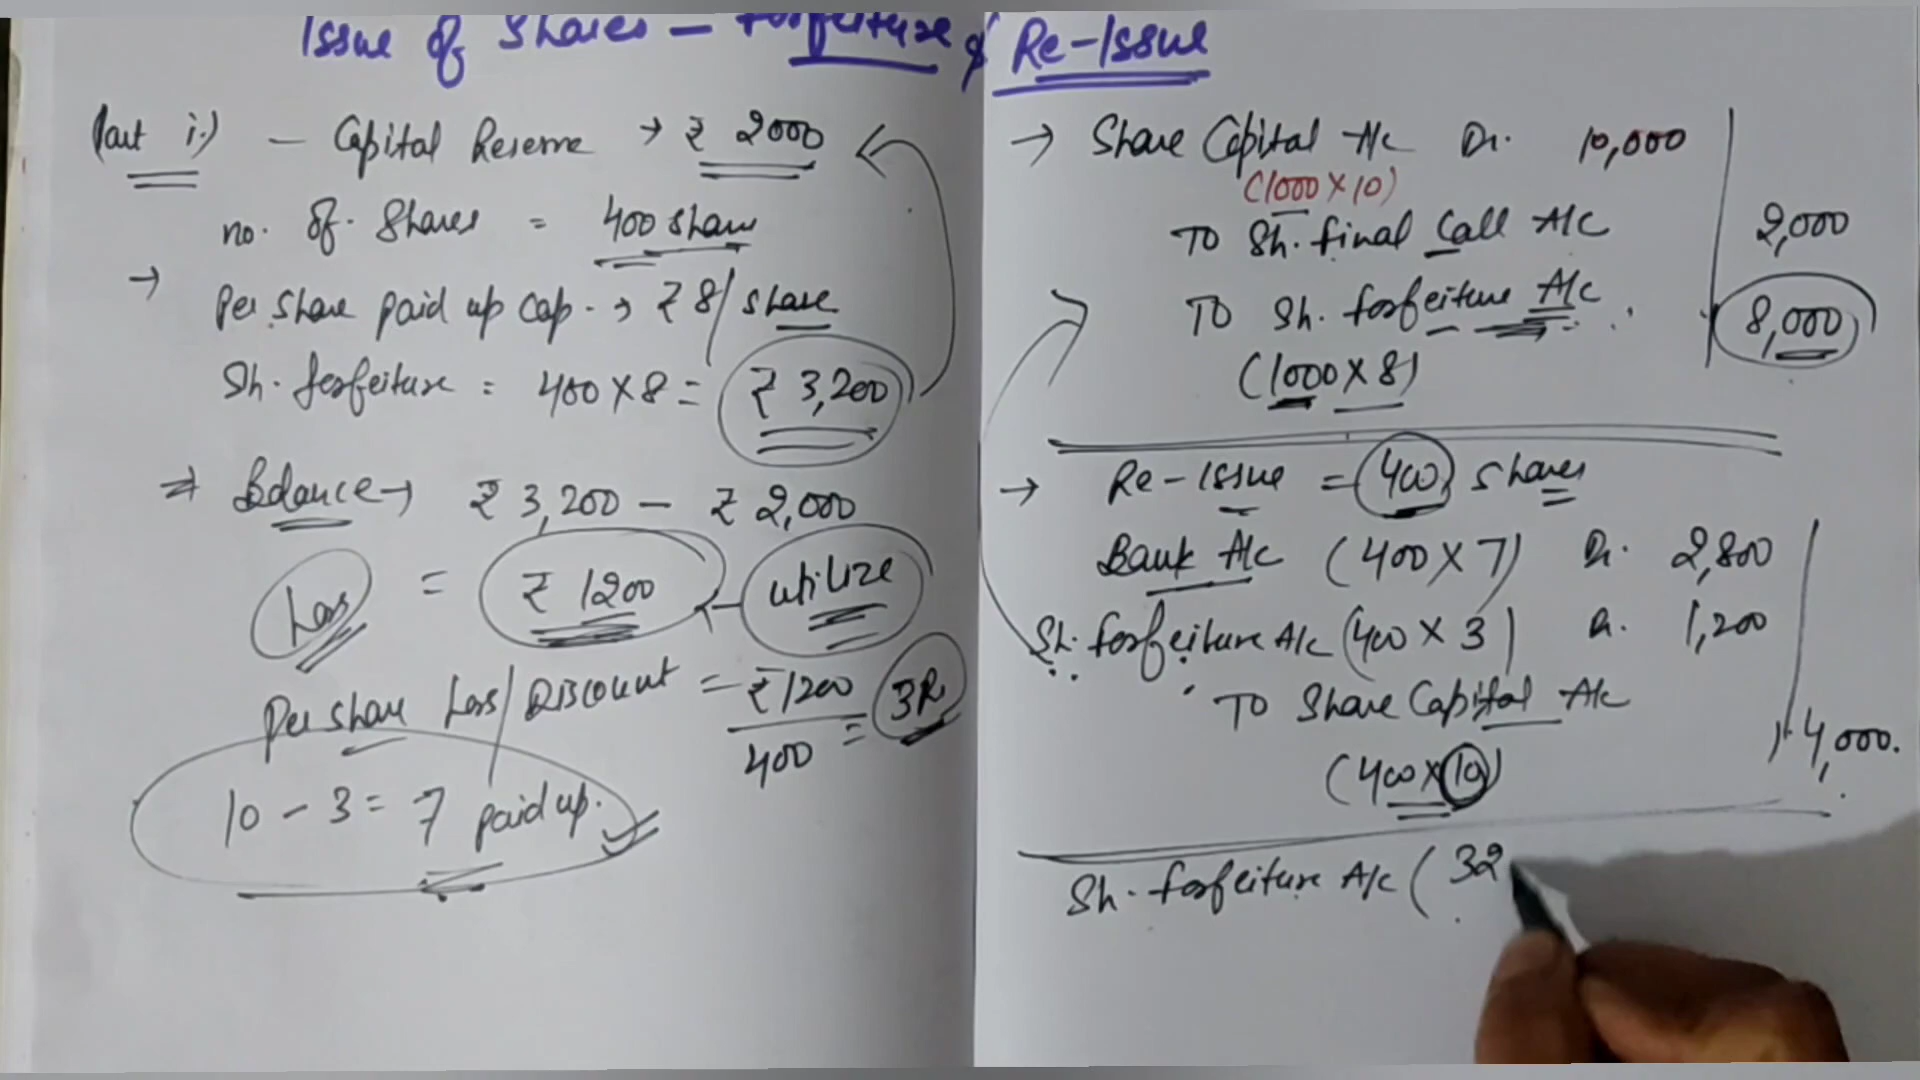 Issue of Shares – Forfeiture & Re-Issue
Part i.) – Capital Reserve → ₹ 2000
no. of. Shares = 400 share
→ Per share paid up cap. → ₹ 8/share
Sh. forfeiture = 400 × 8 = ₹ 3,200
⇒ Balance → ₹ 3,200 – ₹ 2,000
Loss = ₹ 1200 – utilize
Per share Loss/Discount = ₹1200/400 = 3R
10 – 3 = 7 paid up.
→ Share Capital A/c Dr. 10,000
(1000 × 10)
To Sh. final Call A/c 2,000
To Sh. forfeiture A/c 8,000
(1000 × 8)
→ Re-Issue = 400 shares
Bank A/c (400 × 7) Dr. 2,800
Sh. forfeiture A/c (400 × 3) Dr. 1,200
To Share Capital A/c 4,000.
(400 × 10)
Sh. forfeiture A/c ( 32